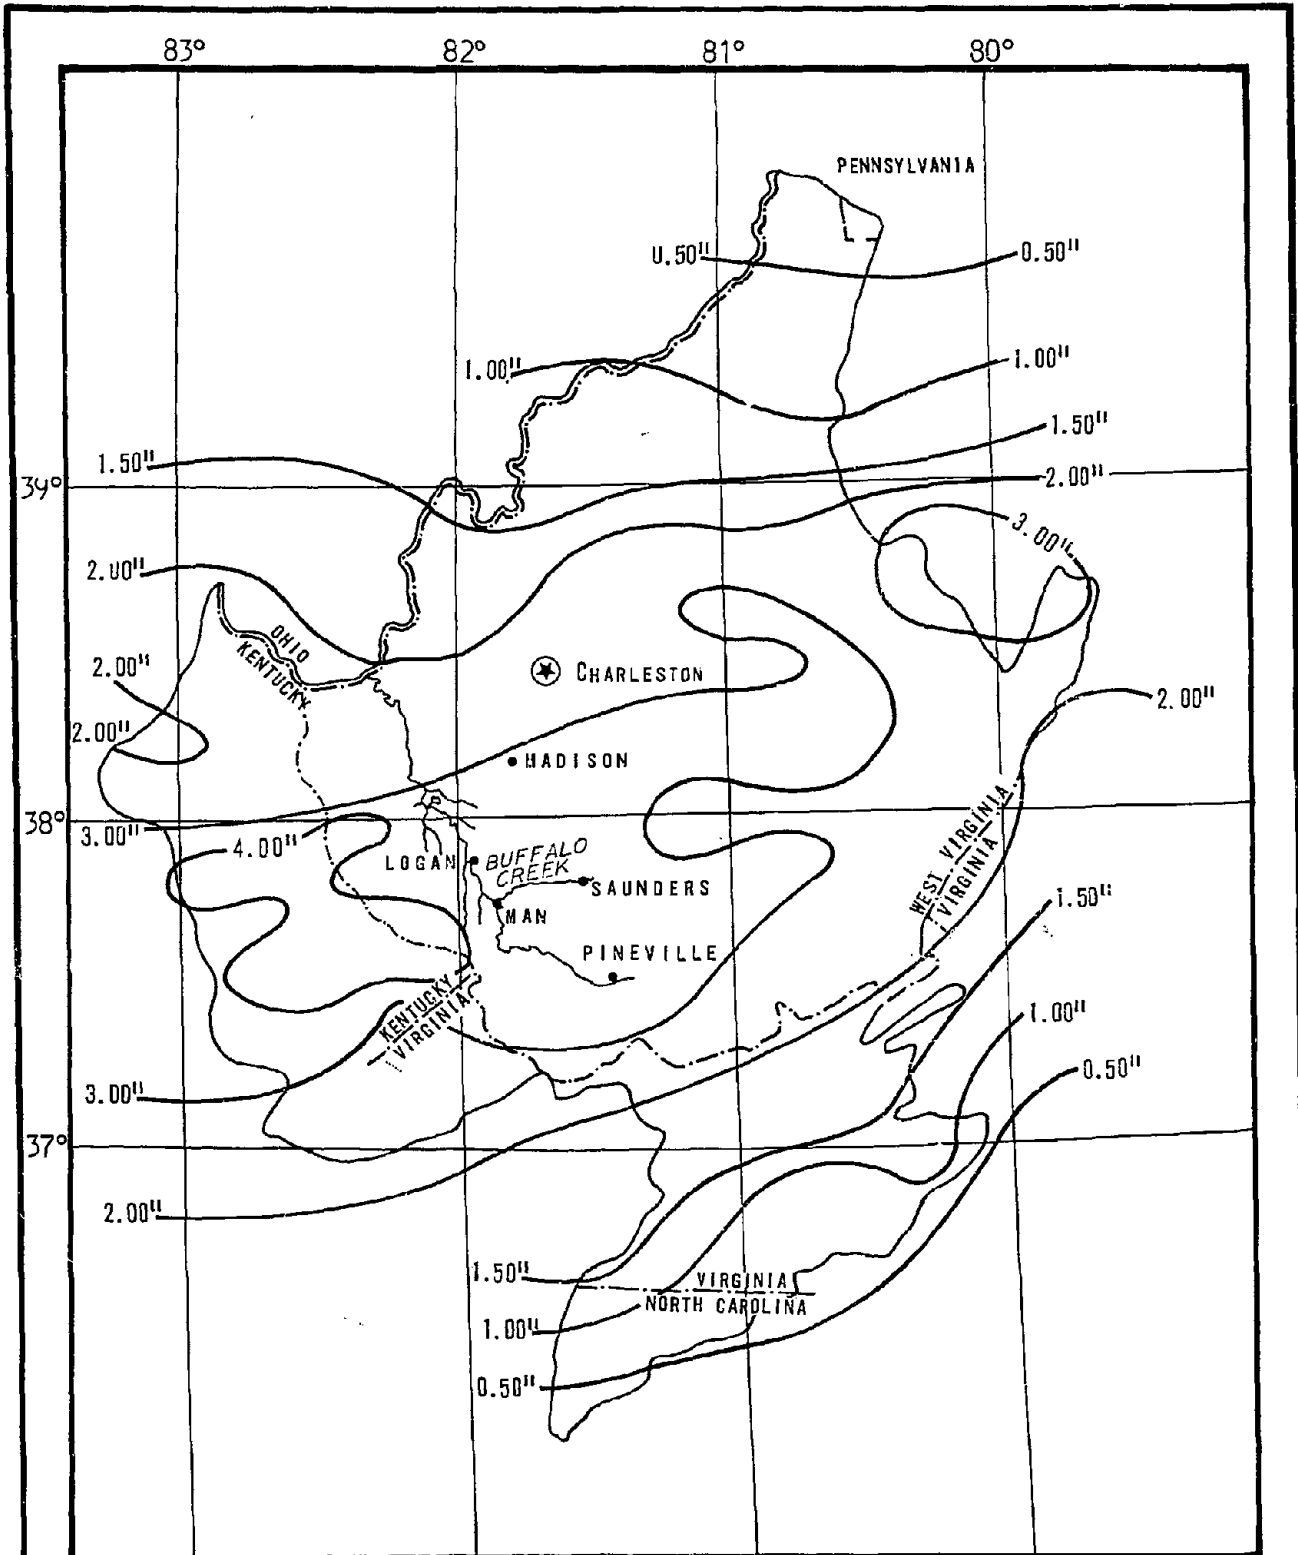 83° 82° 81° 80°
PENNSYLVANIA
0.50" 0.50"
1.00" 1.00"
1.50" 1.50"
39° 2.00"
3.00"
2.00"
OHIO
KENTUCKY
2.00"
CHARLESTON
2.00"
2.00"
MADISON
38°
3.00"
4.00"
WEST VIRGINIA
VIRGINIA
LOGAN
BUFFALO
CREEK
SAUNDERS
MAN
1.50"
PINEVILLE
KENTUCKY
VIRGINIA
1.00"
3.00"
0.50"
37°
2.00"
1.50"
VIRGINIA
NORTH CAROLINA
1.00"
0.50"